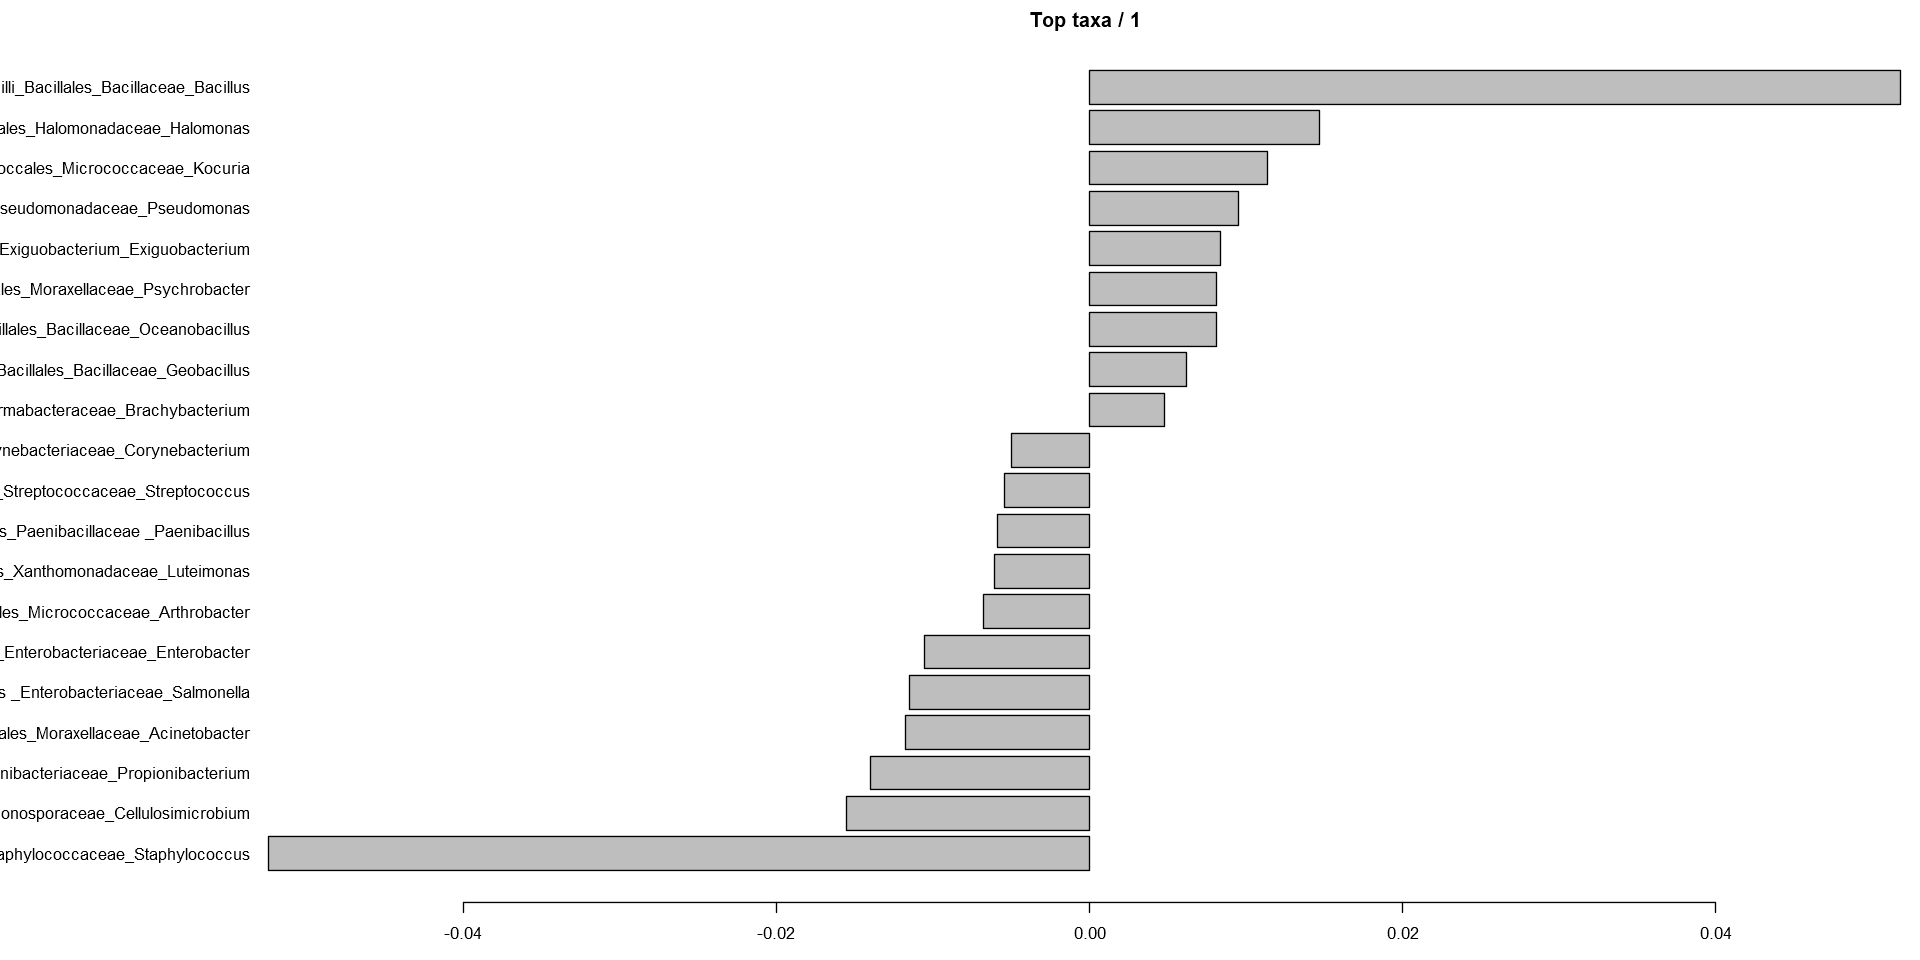 Top taxa / 1
illi_Bacillales_Bacillaceae_Bacillus
ales_Halomonadaceae_Halomonas
occales_Micrococcaceae_Kocuria
seudomonadaceae_Pseudomonas
Exiguobacterium_Exiguobacterium
les_Moraxellaceae_Psychrobacter
illales_Bacillaceae_Oceanobacillus
Bacillales_Bacillaceae_Geobacillus
rmabacteraceae_Brachybacterium
ynebacteriaceae_Corynebacterium
_Streptococcaceae_Streptococcus
s_Paenibacillaceae _Paenibacillus
s_Xanthomonadaceae_Luteimonas
les_Micrococcaceae_Arthrobacter
_Enterobacteriaceae_Enterobacter
s _Enterobacteriaceae_Salmonella
ales_Moraxellaceae_Acinetobacter
nibacteriaceae_Propionibacterium
onosporaceae_Cellulosimicrobium
aphylococcaceae_Staphylococcus
-0.04 -0.02 0.00 0.02 0.04